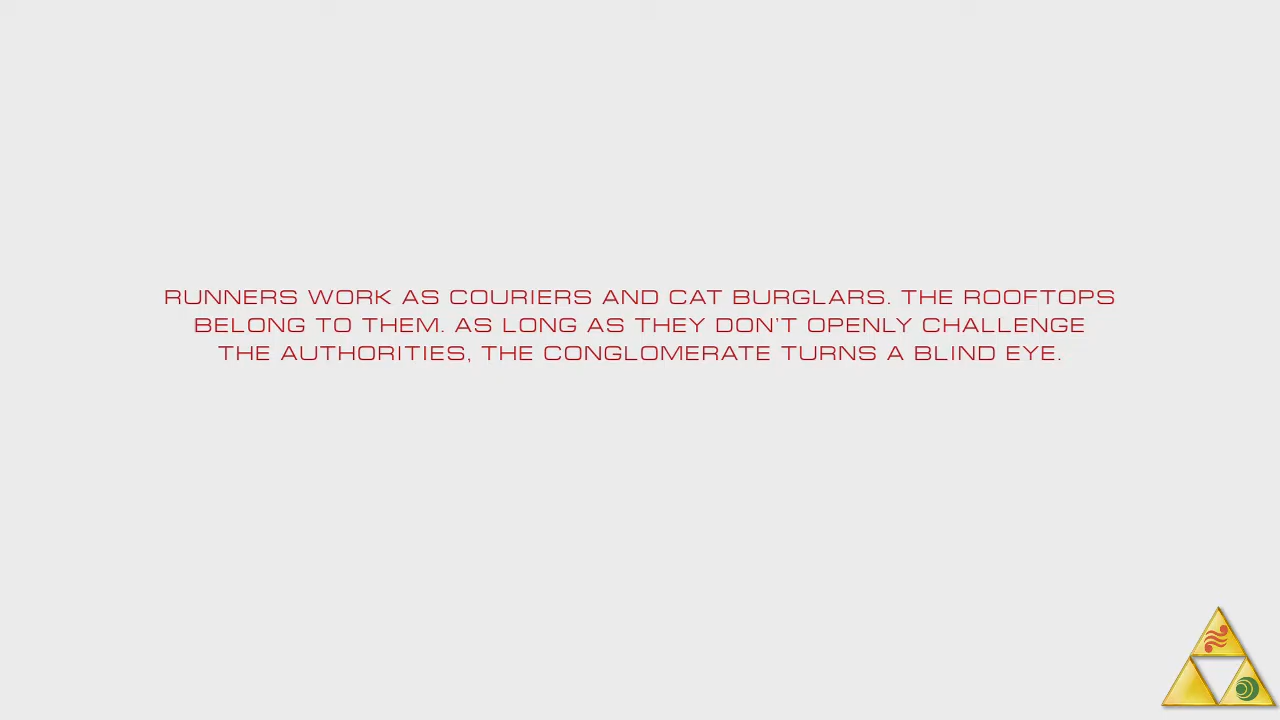 RUNNERS WORK AS COURIERS AND CAT BURGLARS. THE ROOFTOPS
BELONG TO THEM. AS LONG AS THEY DON'T OPENLY CHALLENGE
THE AUTHORITIES, THE CONGLOMERATE TURNS A BLIND EYE.